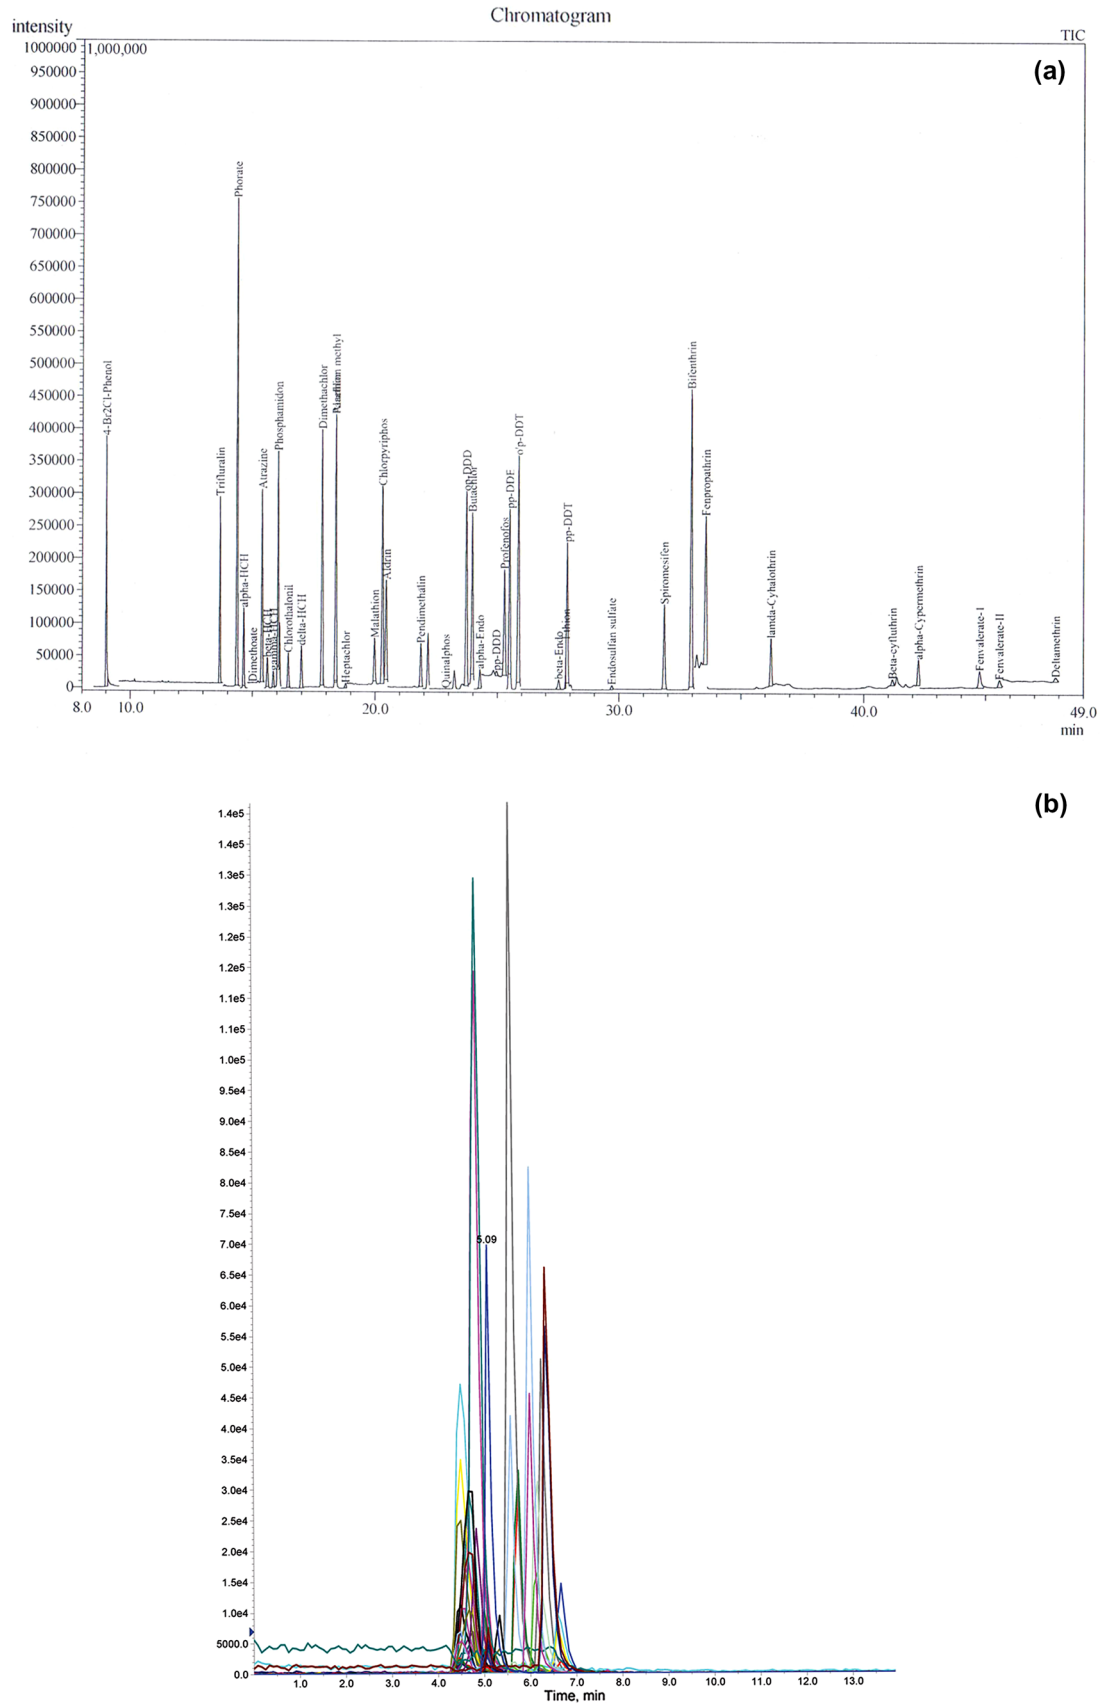 Chromatogram
intensity
TIC
1,000,000
(a)
1000000
950000
900000
850000
800000
750000
700000
650000
600000
550000
500000
450000
400000
350000
300000
250000
200000
150000
100000
50000
0
4-Br2Cl-Phenol
Trifluralin
Phorate
alpha-HCH
Dimethoate
Atrazine
beta-HCH
gamma-HCH
Phosphamidon
Chlorothalonil
delta-HCH
Dimethachlor
methyl
Heptachlor
Malathion
Chlorpyriphos
Aldrin
Pendimethalin
Quinalphos
op-DDD
Butachlor
alpha-Endo
pp-DDD
Profenofos
pp-DDE
o'p-DDT
beta-Endo
pp-DDT
Endosulfan sulfate
Spiromesifen
Bifenthrin
Fenpropathrin
lamda-Cyhalothrin
Beta-cyfluthrin
alpha-Cypermethrin
Fenvalerate-I
Fenvalerate-II
Deltamethrin
8.0 10.0 20.0 30.0 40.0 49.0
min
(b)
1.4e5
1.4e5
1.3e5
1.3e5
1.2e5
1.2e5
1.1e5
1.1e5
1.0e5
9.5e4
9.0e4
8.5e4
8.0e4
7.5e4
7.0e4
6.5e4
6.0e4
5.5e4
5.0e4
4.5e4
4.0e4
3.5e4
3.0e4
2.5e4
2.0e4
1.5e4
1.0e4
5000.0
0.0
5.09
1.0 2.0 3.0 4.0 5.0 6.0 7.0 8.0 9.0 10.0 11.0 12.0 13.0
Time, min